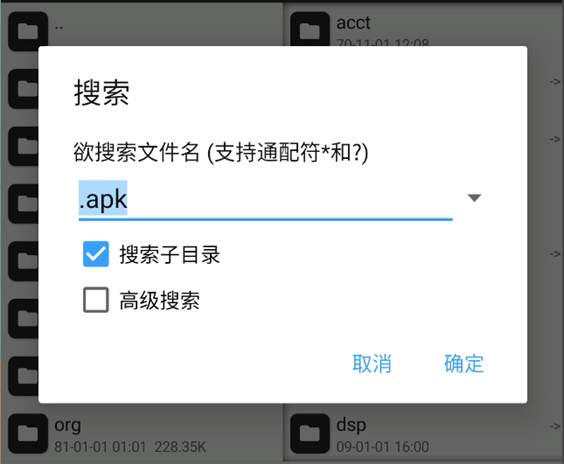 ..
acct
70-11-01 12:08
->
搜索
欲搜索文件名 (支持通配符*和?)
->
.apk
搜索子目录
->
高级搜索
取消
确定
org
81-01-01 01:01 228.35K
dsp
->
09-01-01 16:00